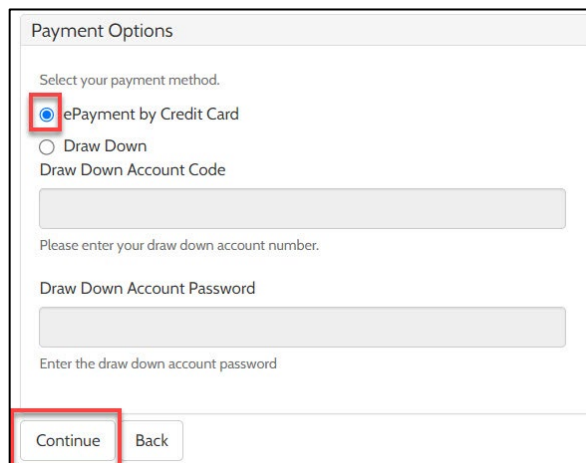 Payment Options
Select your payment method.
ePayment by Credit Card
Draw Down
Draw Down Account Code
Please enter your draw down account number.
Draw Down Account Password
Enter the draw down account password
Continue Back